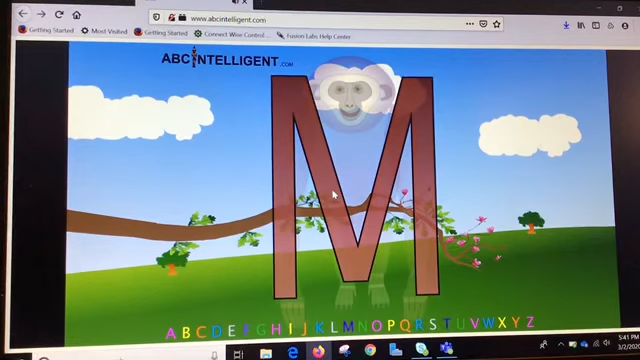 www.abcintelligent.com
Getting Started
Most Visited
Getting Started
Connect Wise Control...
Fusion Labs Help Center
ABCINTELLIGENT.COM
M
A B C D E F G H I J K L M N O P Q R S T U V W X Y Z
5:41 PM
3/2/2020